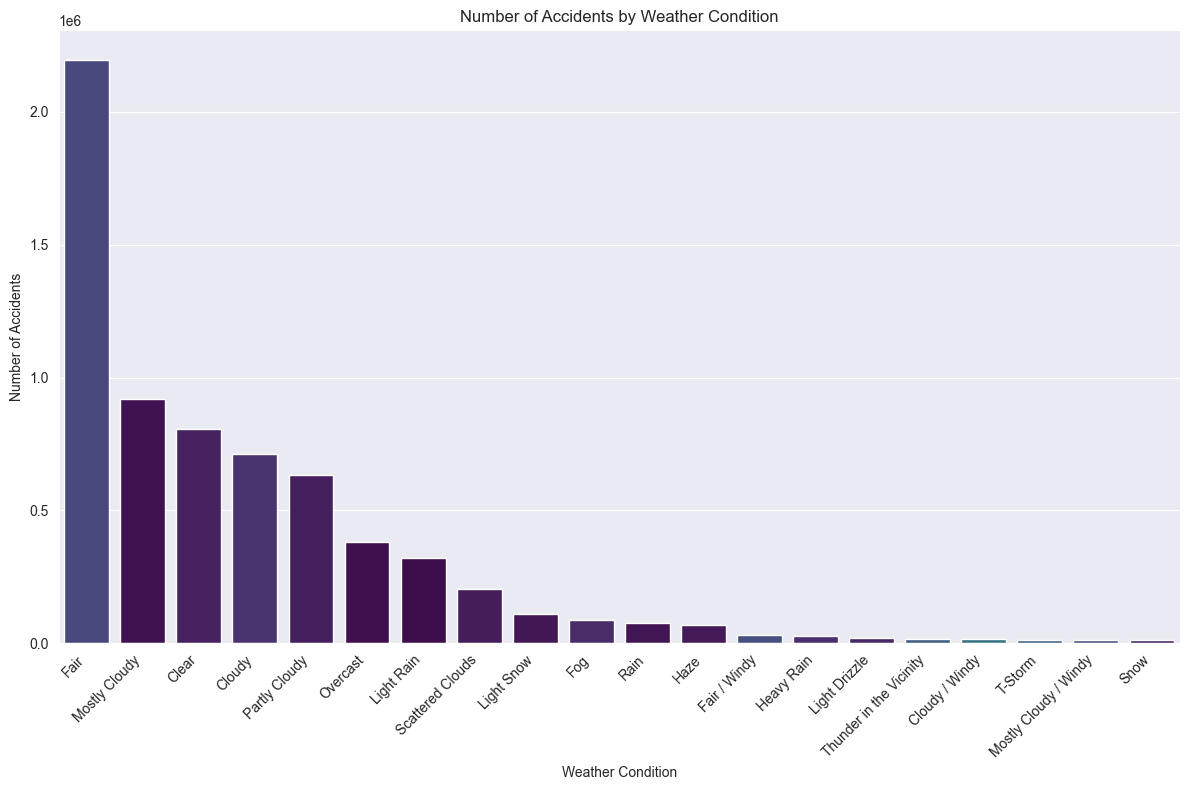 Number of Accidents by Weather Condition
1e6
2.0
1.5
1.0
0.5
0.0
Number of Accidents
Fair
Mostly Cloudy
Clear
Cloudy
Partly Cloudy
Overcast
Light Rain
Scattered Clouds
Light Snow
Fog
Rain
Haze
Fair / Windy
Heavy Rain
Light Drizzle
Thunder in the Vicinity
Cloudy / Windy
T-Storm
Mostly Cloudy / Windy
Snow
Weather Condition